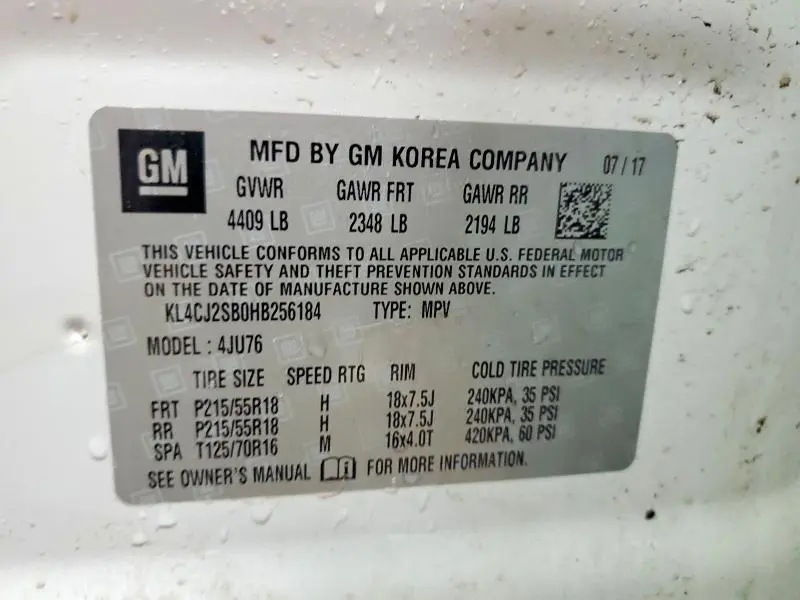 GM MFD BY GM KOREA COMPANY 07/17
GVWR GAWR FRT GAWR RR
4409 LB 2348 LB 2194 LB
THIS VEHICLE CONFORMS TO ALL APPLICABLE U.S. FEDERAL MOTOR
VEHICLE SAFETY AND THEFT PREVENTION STANDARDS IN EFFECT
ON THE DATE OF MANUFACTURE SHOWN ABOVE.
KL4CJ2SB0HB256184 TYPE: MPV
MODEL : 4JU76
TIRE SIZE SPEED RTG RIM COLD TIRE PRESSURE
FRT P215/55R18 H 18x7.5J 240KPA, 35 PSI
RR P215/55R18 H 18x7.5J 240KPA, 35 PSI
SPA T125/70R16 M 16x4.0T 420KPA, 60 PSI
SEE OWNER'S MANUAL FOR MORE INFORMATION.